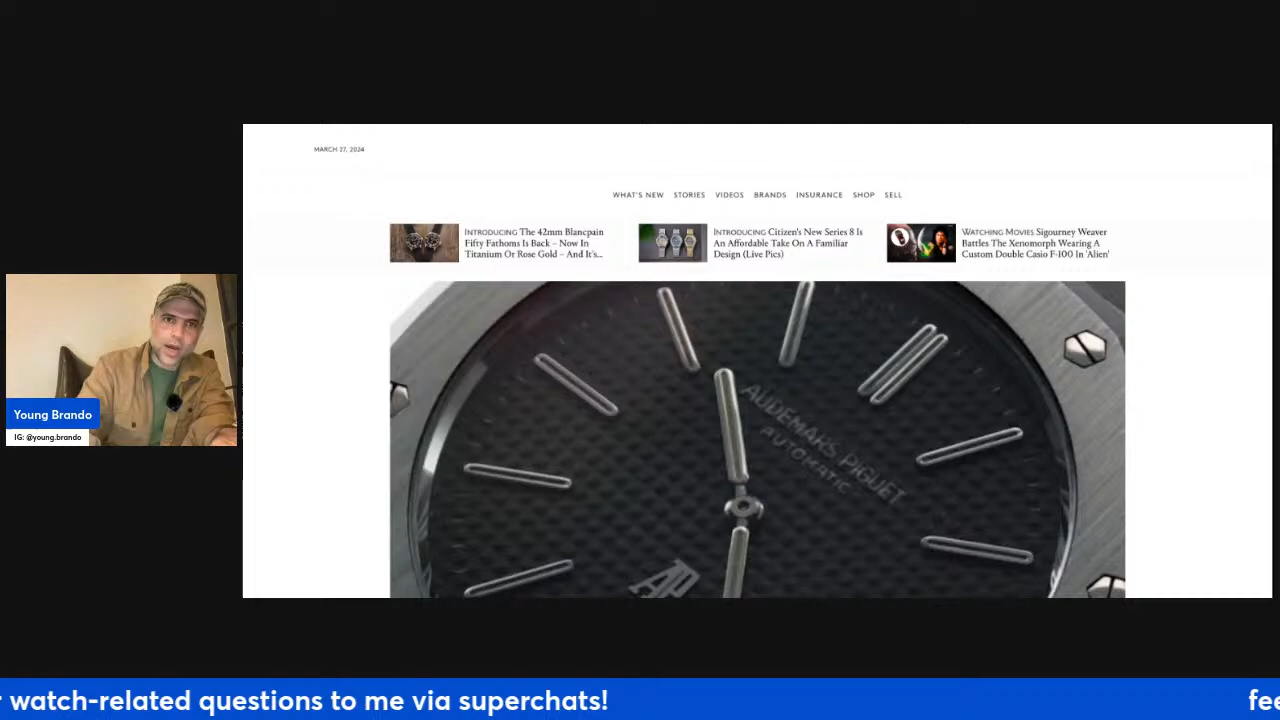 MARCH 27, 2024
WHAT'S NEW STORIES VIDEOS BRANDS INSURANCE SHOP SELL
INTRODUCING The 42mm Blancpain
Fifty Fathoms Is Back – Now In
Titanium Or Rose Gold – And It's...
INTRODUCING Citizen's New Series 8 Is
An Affordable Take On A Familiar
Design (Live Pics)
WATCHING MOVIES Sigourney Weaver
Battles The Xenomorph Wearing A
Custom Double Casio F-100 In 'Alien'
AUDEMARS PIGUET
AUTOMATIC
AP
Young Brando
IG: @young.brando
watch-related questions to me via superchats!
fee